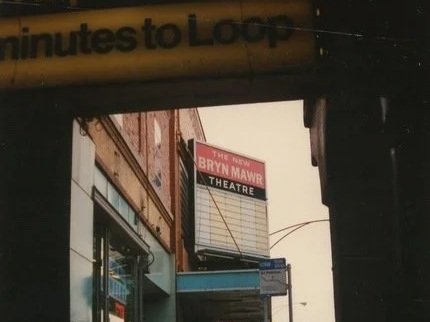 minutes to Loop
THE NEW
BRYN MAWR
THEATRE